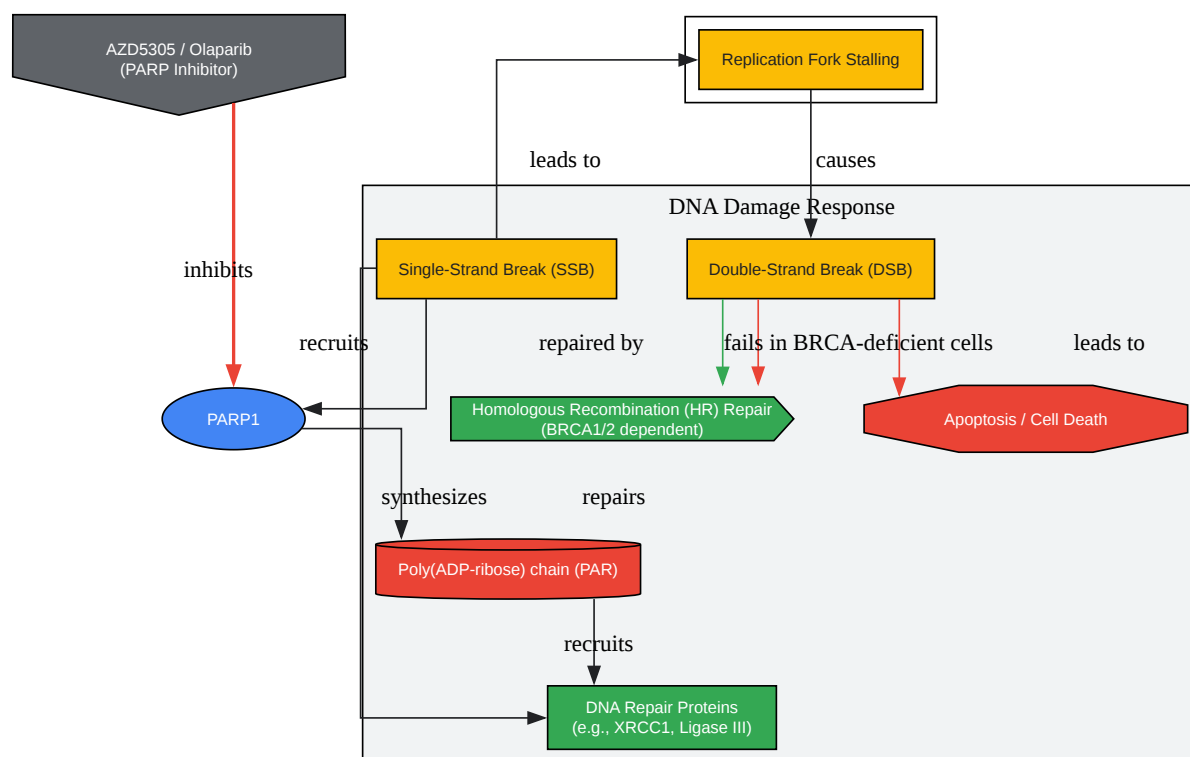 AZD5305 / Olaparib
(PARP Inhibitor)
Replication Fork Stalling
leads to
causes
DNA Damage Response
inhibits
Single-Strand Break (SSB)
Double-Strand Break (DSB)
recruits
repaired by
fails in BRCA-deficient cells
leads to
PARP1
Homologous Recombination (HR) Repair
(BRCA1/2 dependent)
Apoptosis / Cell Death
synthesizes
repairs
Poly(ADP-ribose) chain (PAR)
recruits
DNA Repair Proteins
(e.g., XRCC1, Ligase III)